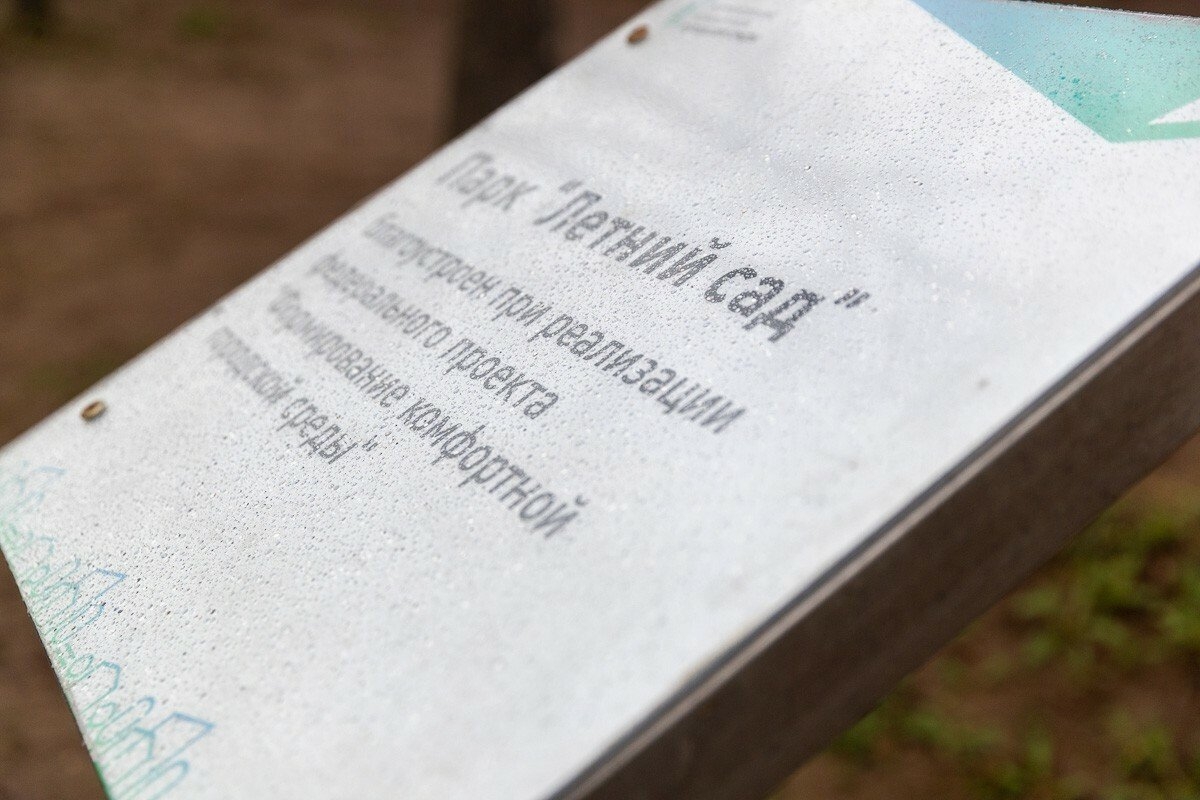 Парк "Летний сад"
Благоустроен при реализации
федерального проекта
"Формирование комфортной
городской среды"